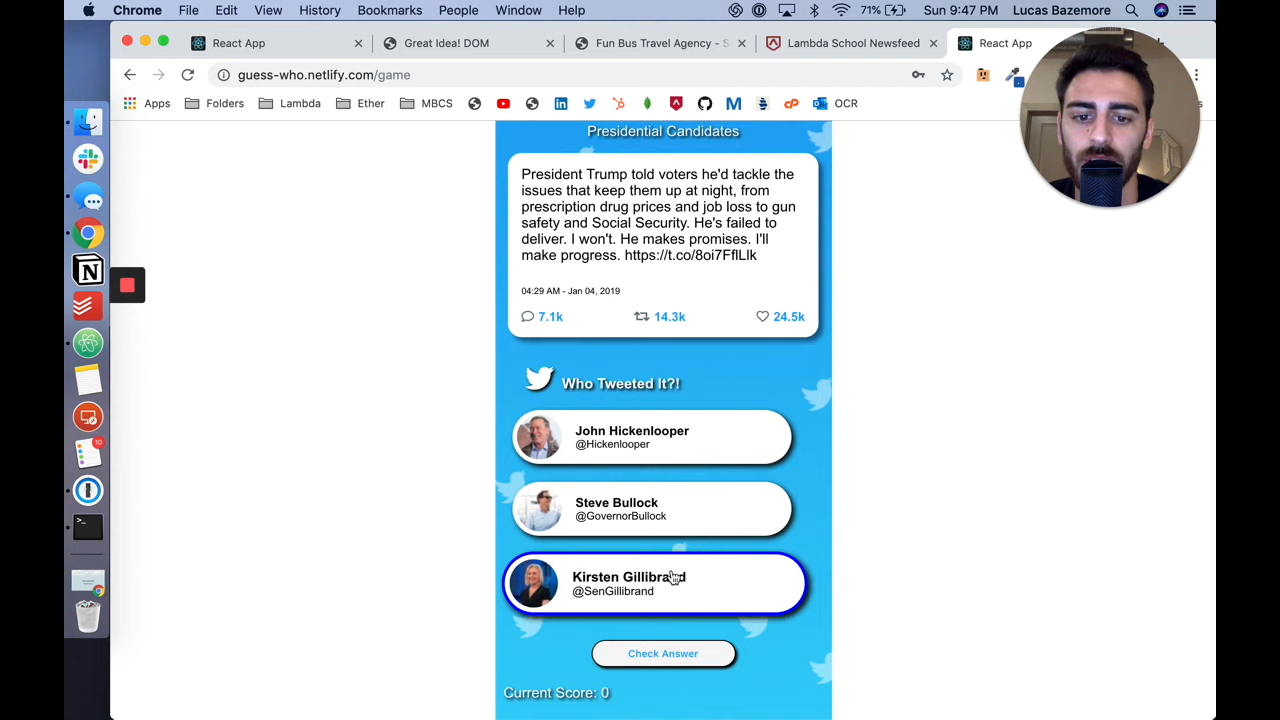 Chrome File Edit View History Bookmarks People Window Help 71% Sun 9:47 PM Lucas Bazemore
React App Great Idea! DOM Fun Bus Travel Agency - S Lambda School Newsfeed React App
guess-who.netlify.com/game
Apps Folders Lambda Ether MBCS OCR
Presidential Candidates
President Trump told voters he'd tackle the
issues that keep them up at night, from
prescription drug prices and job loss to gun
safety and Social Security. He's failed to
deliver. I won't. He makes promises. I'll
make progress. https://t.co/8oi7FflLlk
04:29 AM - Jan 04, 2019
7.1k 14.3k 24.5k
Who Tweeted It?!
John Hickenlooper
@Hickenlooper
Steve Bullock
@GovernorBullock
Kirsten Gillibrand
@SenGillibrand
Check Answer
Current Score: 0
10